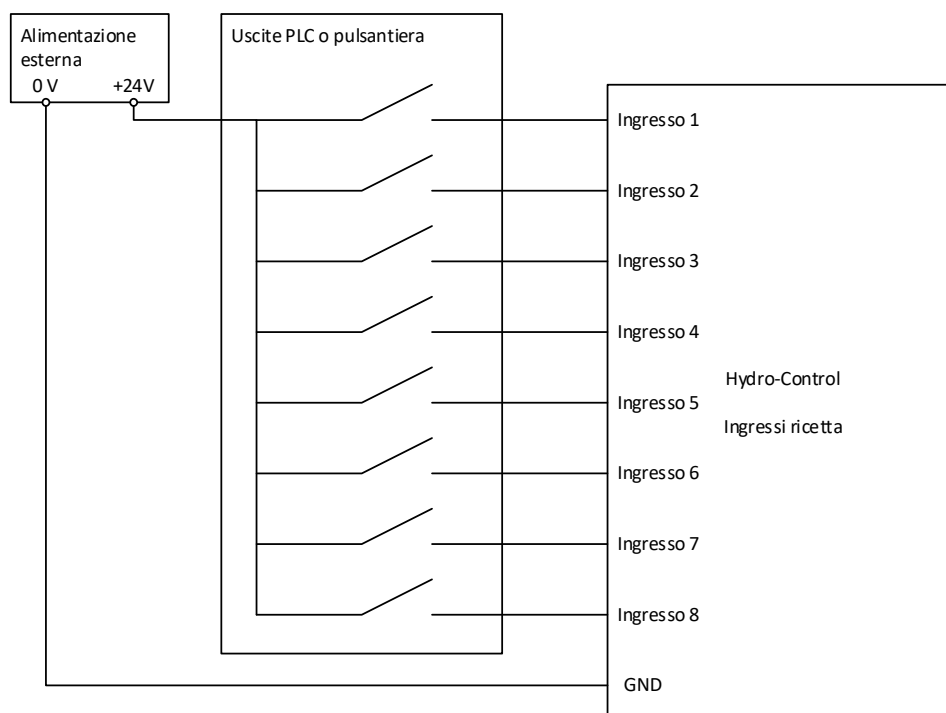 Alimentazione
esterna
0 V
+24V
Uscite PLC o pulsantiera
Ingresso 1
Ingresso 2
Ingresso 3
Ingresso 4
Ingresso 5
Ingresso 6
Ingresso 7
Ingresso 8
GND
Hydro-Control
Ingressi ricetta